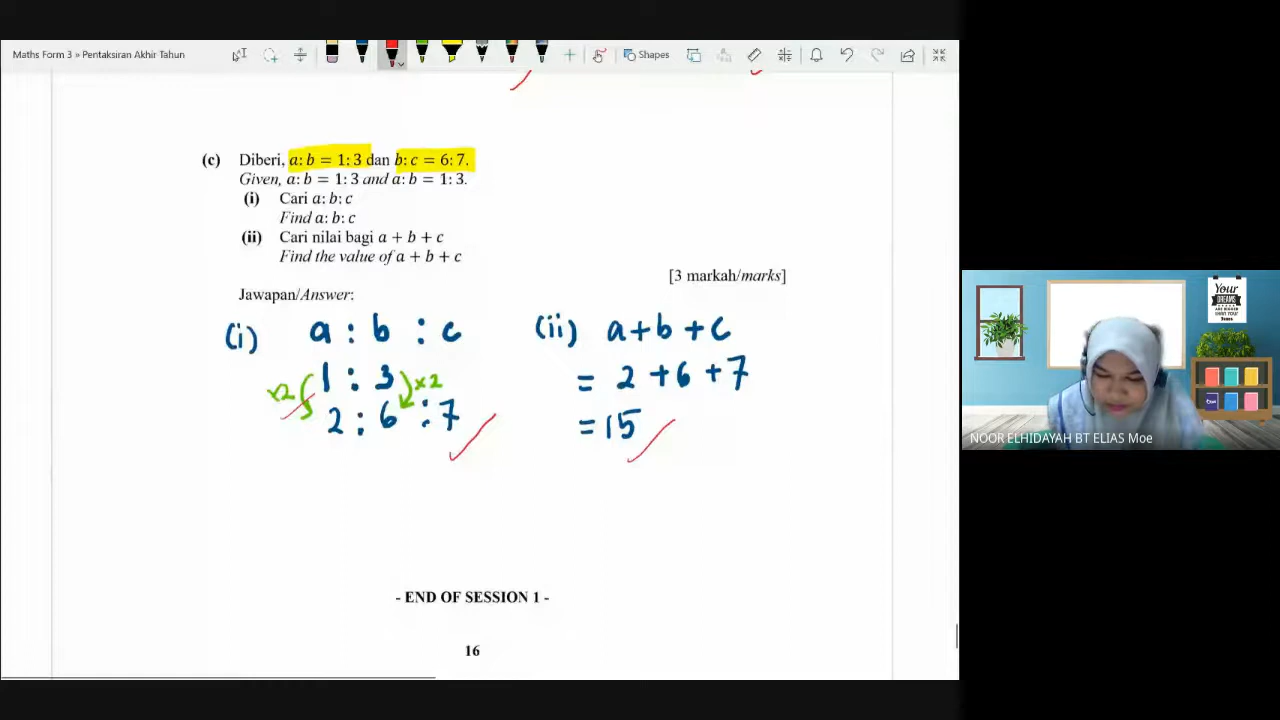 Maths Form 3 » Pentaksiran Akhir Tahun
Shapes
(c) Diberi, a: b = 1: 3 dan b: c = 6: 7.
Given, a: b = 1: 3 and a: b = 1: 3.
(i) Cari a: b: c
Find a: b: c
(ii) Cari nilai bagi a + b + c
Find the value of a + b + c
[3 markah/marks]
Jawapan/Answer:
(i) a : b : c
1 : 3
×2 ×2
2 : 6 : 7
(ii) a + b + c
= 2 + 6 + 7
= 15
- END OF SESSION 1 -
16
Your
DREAMS
NOOR ELHIDAYAH BT ELIAS Moe